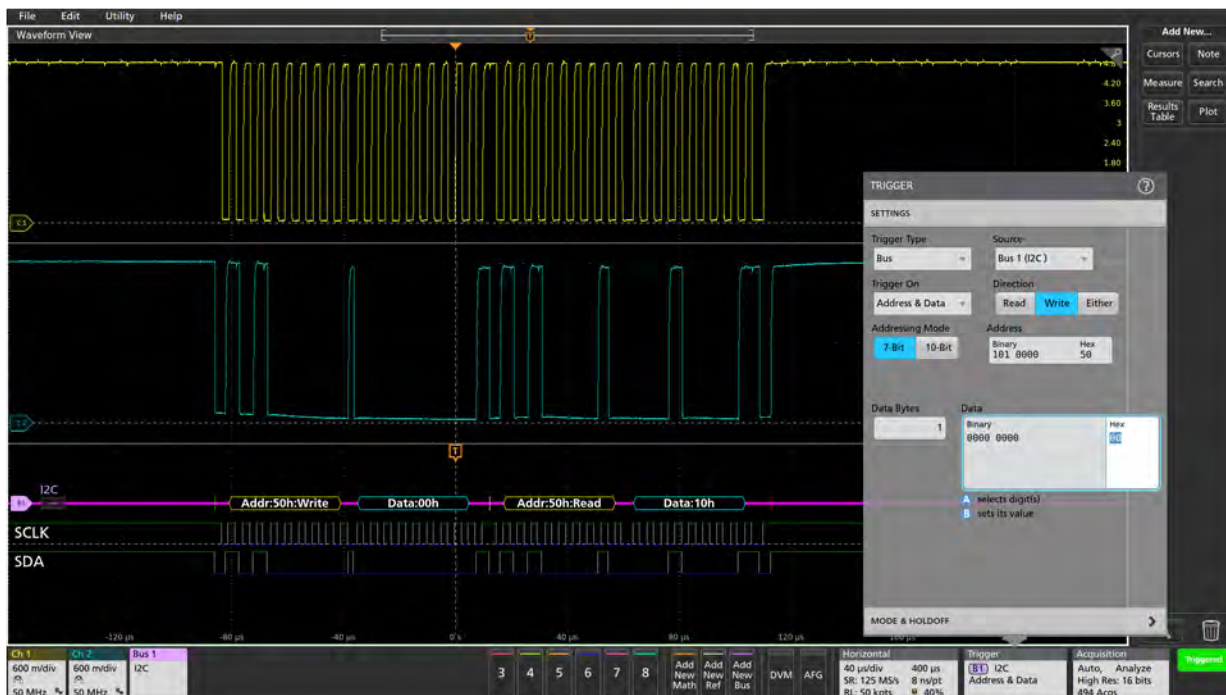 File Edit Utility Help
Waveform View
Add New...
Cursors Note
Measure Search
Results Table Plot
4.20
3.60
3
2.40
1.80
C1
TRIGGER
SETTINGS
Trigger Type Source
Bus Bus 1 (I2C)
Trigger On Direction
Address & Data Read Write Either
Addressing Mode Address
7-Bit 10-Bit Binary Hex
101 0000 50
Data Bytes Data
1 Binary Hex
0000 0000 00
A selects digit(s)
B sets its value
T
B1 I2C
Addr:50h:Write Data:00h Addr:50h:Read Data:10h
SCLK
SDA
MODE & HOLDOFF
-120 µs -80 µs -40 µs 0 s 40 µs 80 µs 120 µs 160 µs
Ch 1 Ch 2 Bus 1
600 m/div 600 m/div I2C
50 MHz 50 MHz
3 4 5 6 7 8
Add New Math Add New Ref Add New Bus DVM AFG
Horizontal
40 µs/div 400 µs
SR: 125 MS/s 8 ns/pt
RL: 50 kpts 40%
Trigger
B1 I2C
Address & Data
Acquisition
Auto, Analyze
High Res: 16 bits
494 Acqs
Triggered